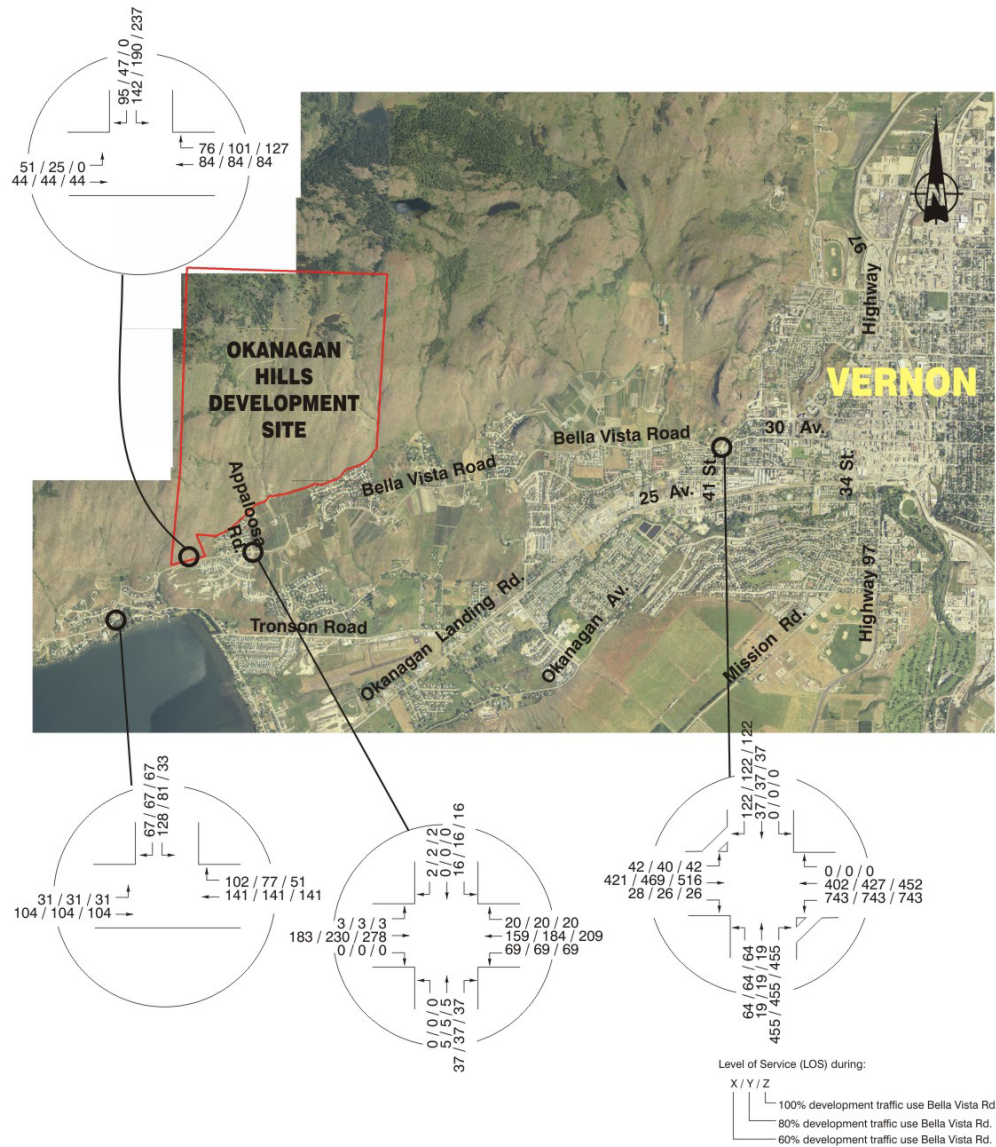 95 / 47 / 0
142 / 190 / 237
76 / 101 / 127
84 / 84 / 84
51 / 25 / 0
44 / 44 / 44
N
97
Highway
OKANAGAN
HILLS
DEVELOPMENT
SITE
VERNON
30 Av.
Bella Vista Road
Bella Vista Road
41 St.
34 St.
25 Av.
Appaloosa
Rd.
Tronson Road
Okanagan Landing Rd.
Okanagan Av.
Mission Rd.
Highway 97
67 / 67 / 67
128 / 81 / 33
31 / 31 / 31
104 / 104 / 104
102 / 77 / 51
141 / 141 / 141
2 / 2 / 2
0 / 0 / 0
16 / 16 / 16
3 / 3 / 3
183 / 230 / 278
0 / 0 / 0
20 / 20 / 20
159 / 184 / 209
69 / 69 / 69
0 / 0 / 0
5 / 5 / 5
37 / 37 / 37
122 / 122 / 122
37 / 37 / 37
0 / 0 / 0
42 / 40 / 42
421 / 469 / 516
28 / 26 / 26
0 / 0 / 0
402 / 427 / 452
743 / 743 / 743
64 / 64 / 64
19 / 19 / 19
455 / 455 / 455
Level of Service (LOS) during:
X / Y / Z
100% development traffic use Bella Vista Rd
80% development traffic use Bella Vista Rd.
60% development traffic use Bella Vista Rd.